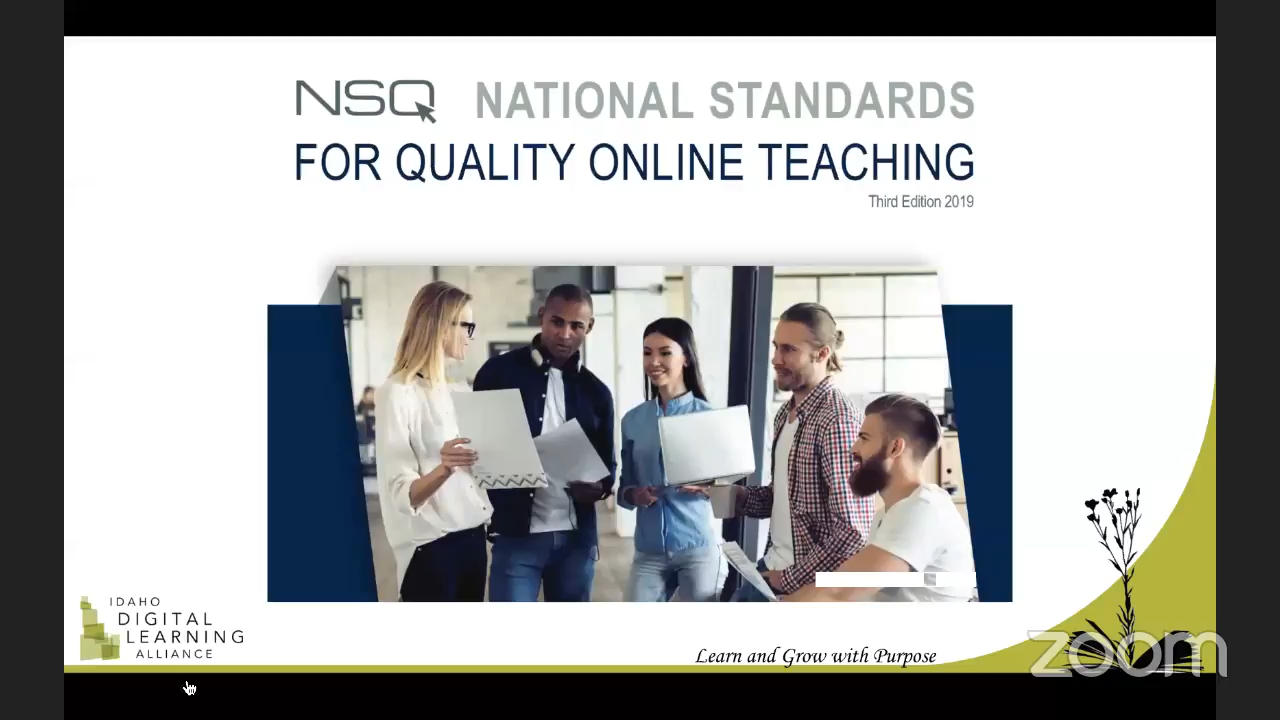 NSQ NATIONAL STANDARDS
FOR QUALITY ONLINE TEACHING
Third Edition 2019
IDAHO
DIGITAL
LEARNING
ALLIANCE
Learn and Grow with Purpose
zoom